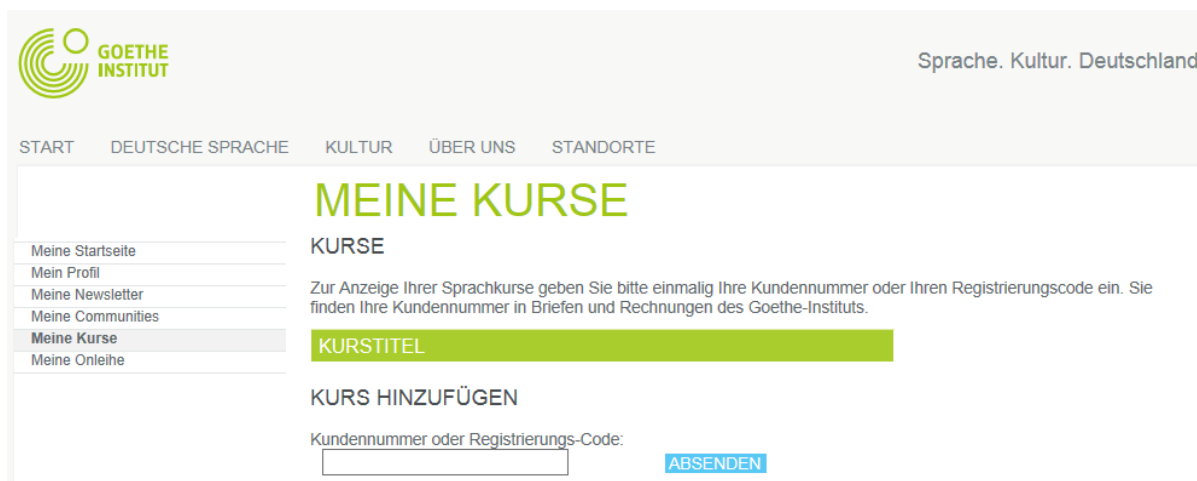 GOETHE
INSTITUT
Sprache. Kultur. Deutschland
START DEUTSCHE SPRACHE KULTUR ÜBER UNS STANDORTE
Meine Startseite
Mein Profil
Meine Newsletter
Meine Communities
Meine Kurse
Meine Onleihe
MEINE KURSE
KURSE
Zur Anzeige Ihrer Sprachkurse geben Sie bitte einmalig Ihre Kundennummer oder Ihren Registrierungscode ein. Sie
finden Ihre Kundennummer in Briefen und Rechnungen des Goethe-Instituts.
KURSTITEL
KURS HINZUFÜGEN
Kundennummer oder Registrierungs-Code:
ABSENDEN